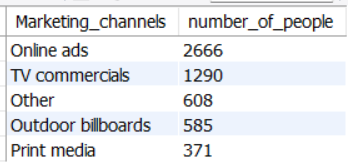 Marketing_channels number_of_people
Online ads 2666
TV commercials 1290
Other 608
Outdoor billboards 585
Print media 371